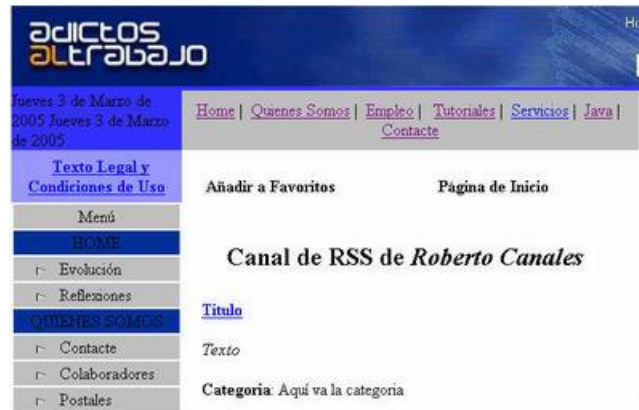 adictos
altrabajo
Ho
Jueves 3 de Marzo de
2005 Jueves 3 de Marzo
de 2005
Home | Quienes Somos | Empleo | Tutoriales | Servicios | Java |
Contacte
Texto Legal y
Condiciones de Uso
Añadir a Favoritos Página de Inicio
Menú
HOME
Evolución
Reflexiones
QUIENES SOMOS
Contacte
Colaboradores
Postales
Canal de RSS de Roberto Canales
Titulo
Texto
Categoria: Aquí va la categoria